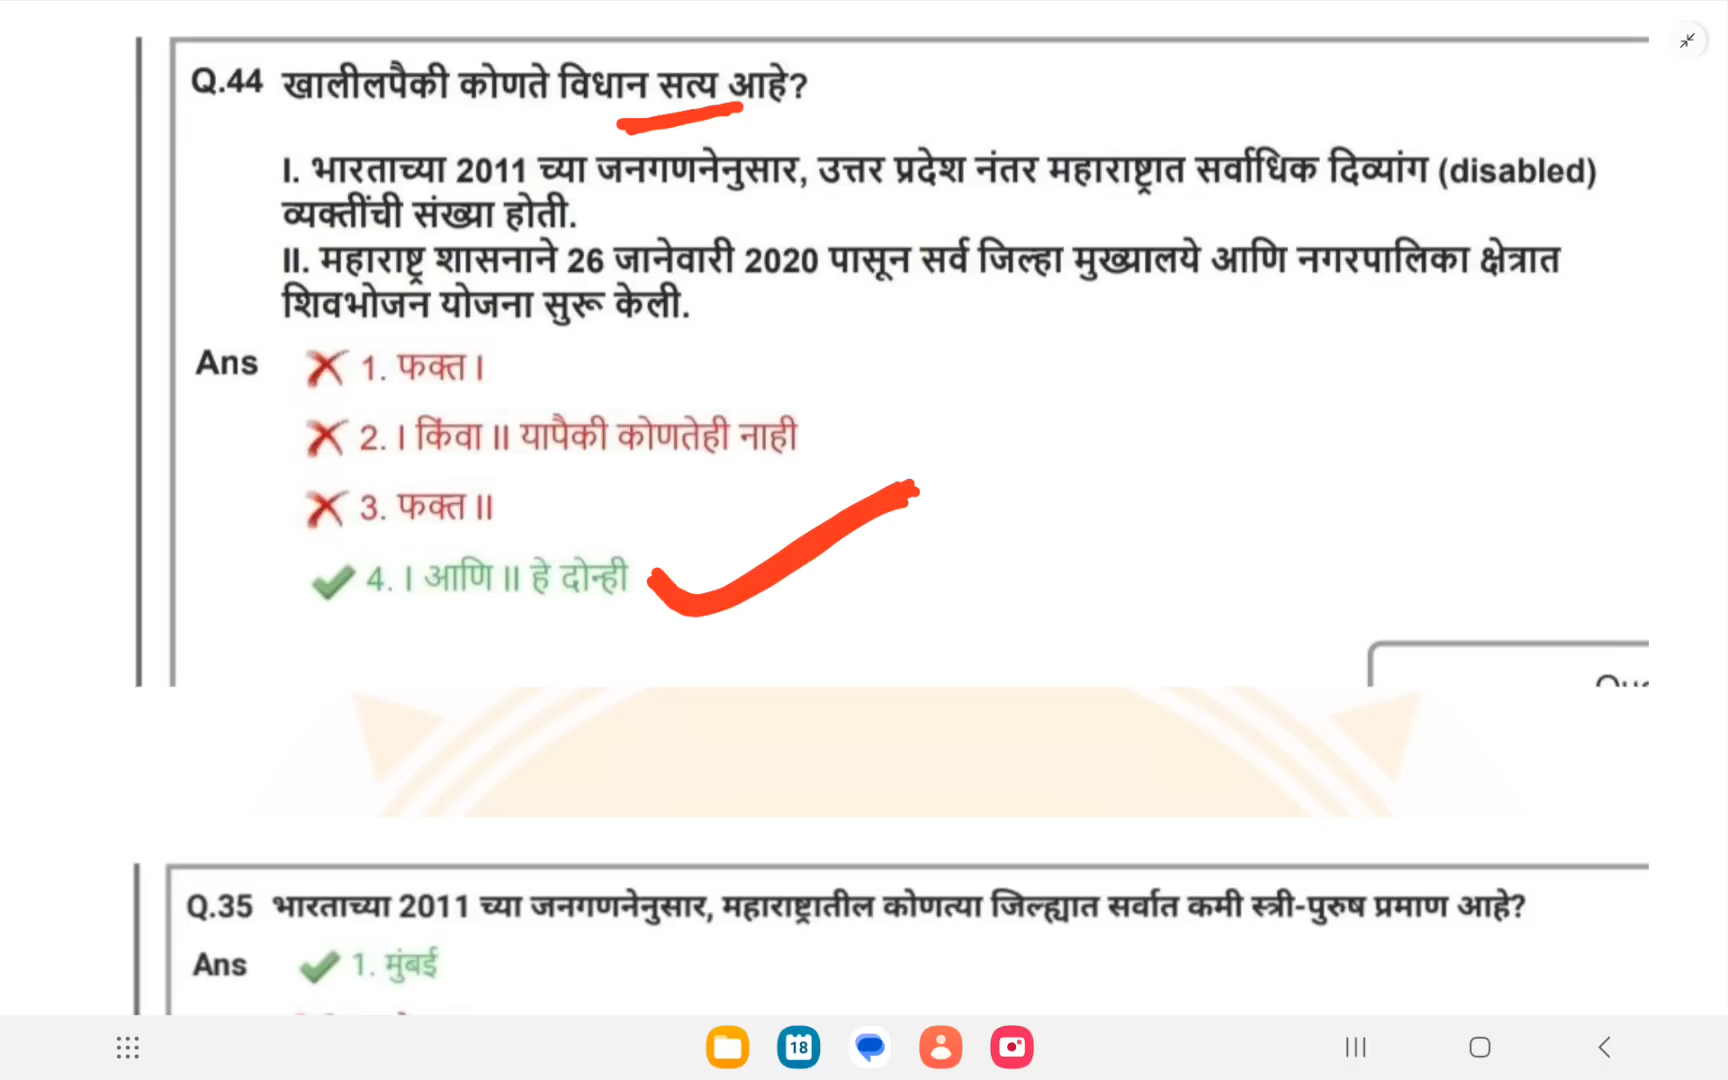 Q.44 खालीलपैकी कोणते विधान सत्य आहे?
I. भारताच्या 2011 च्या जनगणनेनुसार, उत्तर प्रदेश नंतर महाराष्ट्रात सर्वाधिक दिव्यांग (disabled)
व्यक्तींची संख्या होती.
II. महाराष्ट्र शासनाने 26 जानेवारी 2020 पासून सर्व जिल्हा मुख्यालये आणि नगरपालिका क्षेत्रात
शिवभोजन योजना सुरू केली.
Ans 1. फक्त I
2. I किंवा II यापैकी कोणतेही नाही
3. फक्त II
4. I आणि II हे दोन्ही
Q.35 भारताच्या 2011 च्या जनगणनेनुसार, महाराष्ट्रातील कोणत्या जिल्ह्यात सर्वात कमी स्त्री-पुरुष प्रमाण आहे?
Ans 1. मुंबई
18